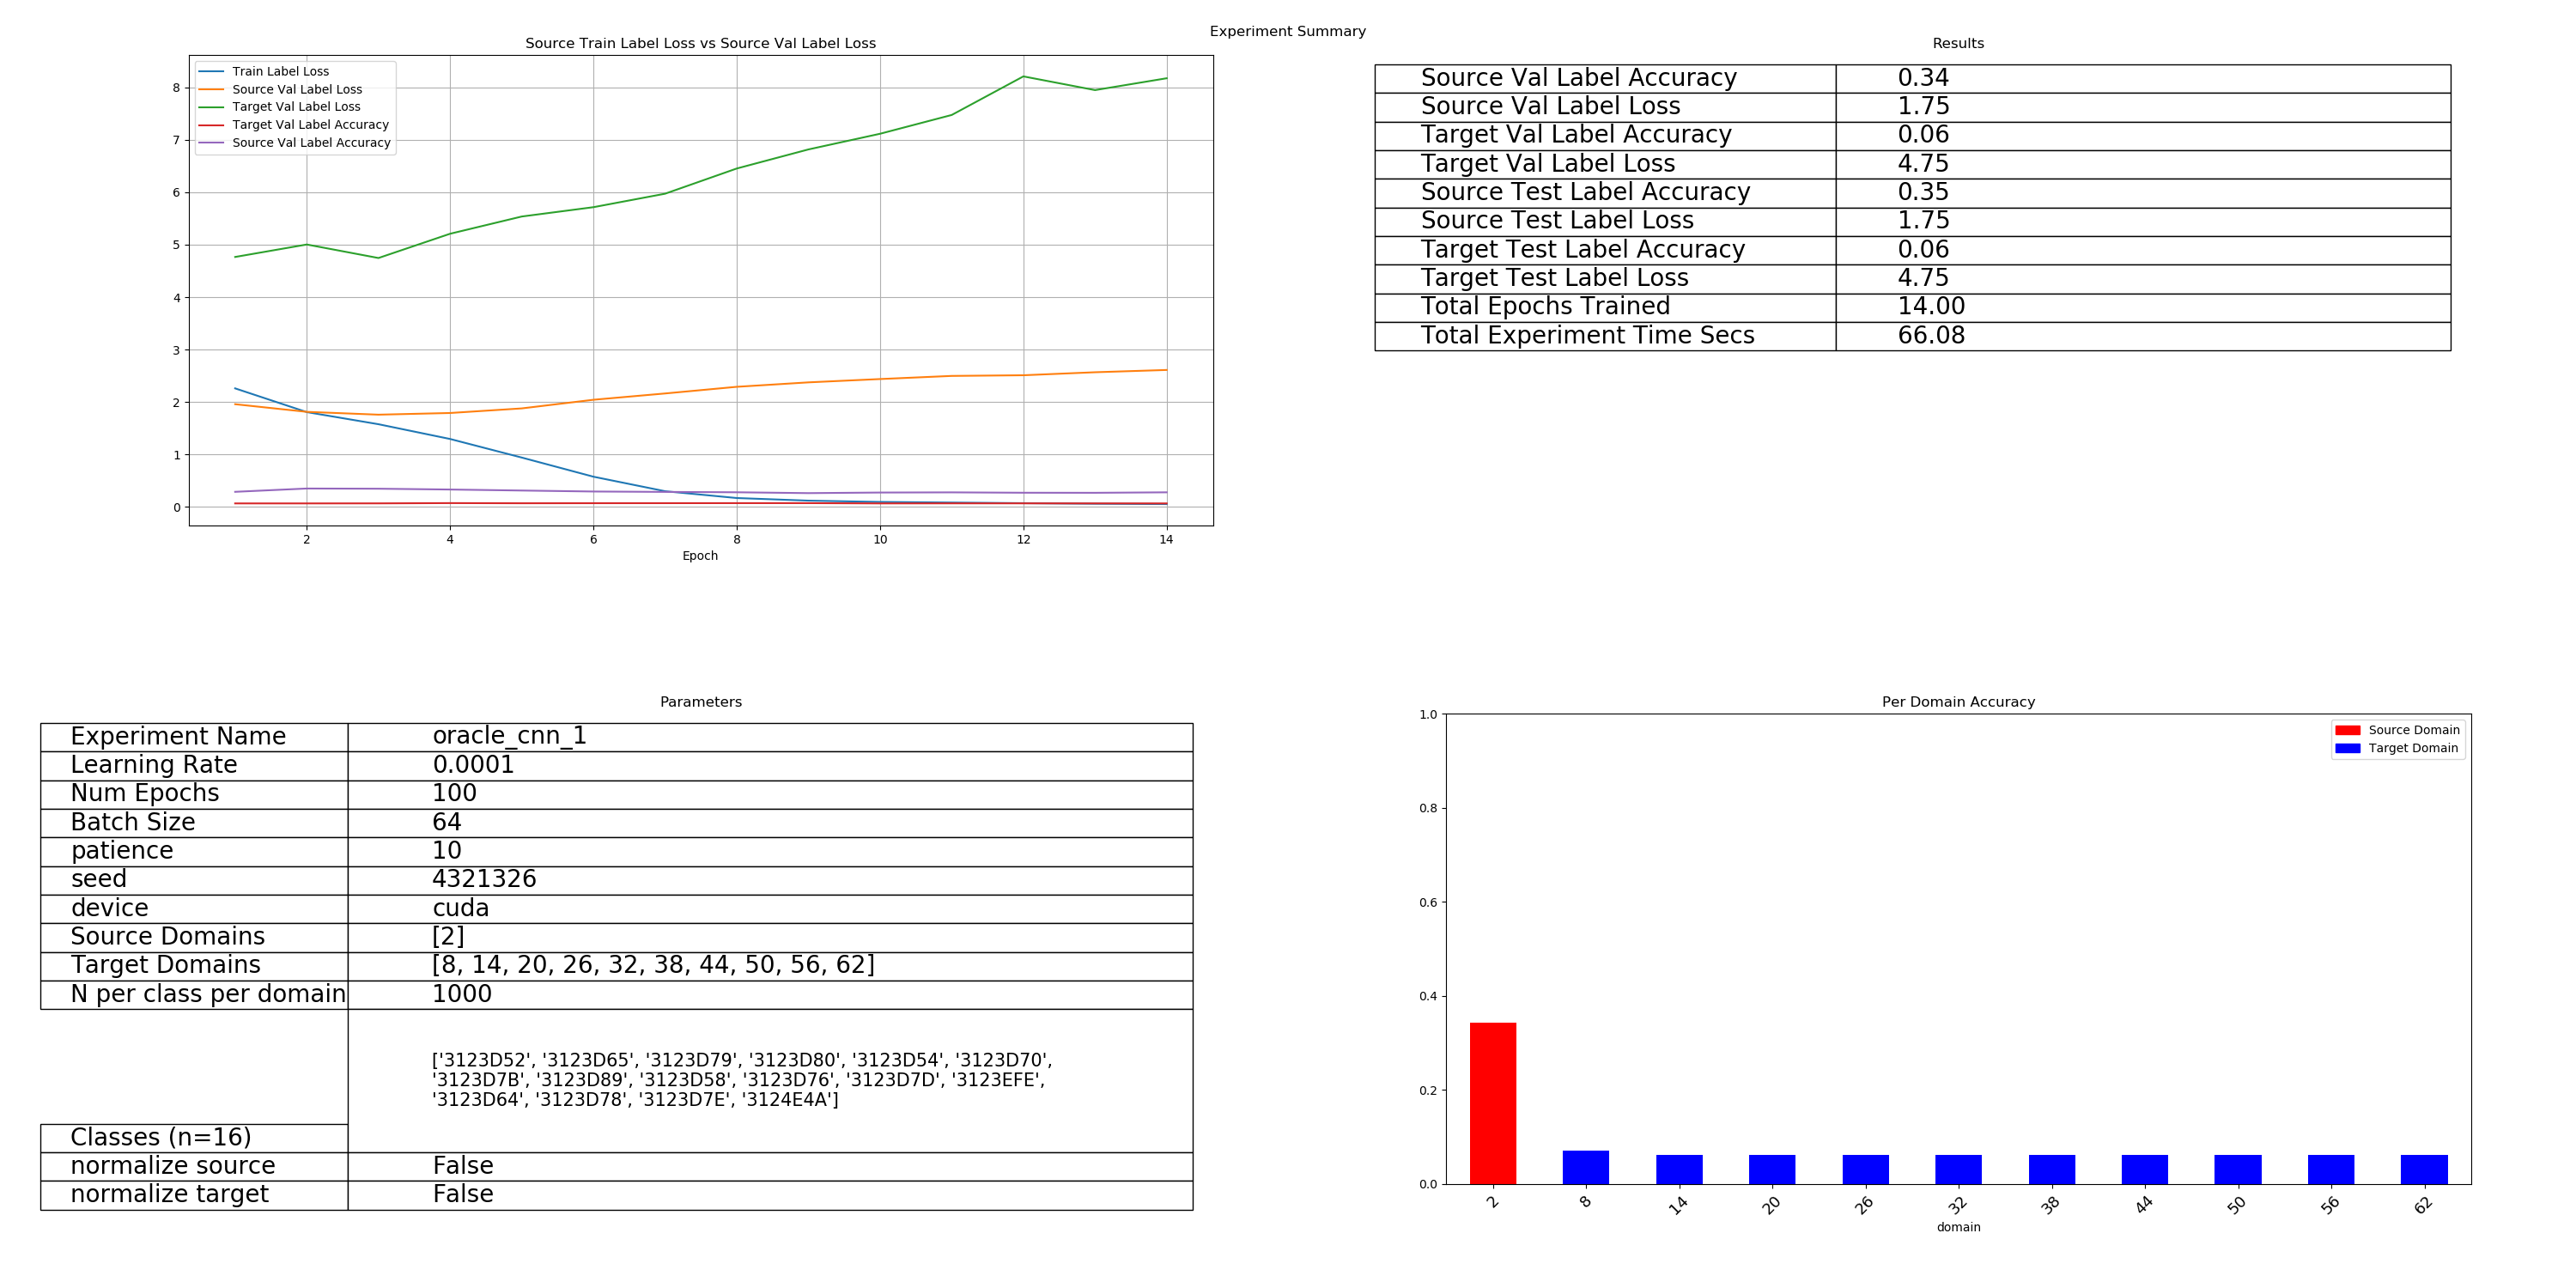 Experiment Summary
Source Train Label Loss vs Source Val Label Loss
Train Label Loss
Source Val Label Loss
Target Val Label Loss
Target Val Label Accuracy
Source Val Label Accuracy
8
7
6
5
4
3
2
1
0
2 4 6 8 10 12 14
Epoch
Results
Source Val Label Accuracy 0.34
Source Val Label Loss 1.75
Target Val Label Accuracy 0.06
Target Val Label Loss 4.75
Source Test Label Accuracy 0.35
Source Test Label Loss 1.75
Target Test Label Accuracy 0.06
Target Test Label Loss 4.75
Total Epochs Trained 14.00
Total Experiment Time Secs 66.08
Parameters
Experiment Name oracle_cnn_1
Learning Rate 0.0001
Num Epochs 100
Batch Size 64
patience 10
seed 4321326
device cuda
Source Domains [2]
Target Domains [8, 14, 20, 26, 32, 38, 44, 50, 56, 62]
N per class per domain 1000
['3123D52', '3123D65', '3123D79', '3123D80', '3123D54', '3123D70',
'3123D7B', '3123D89', '3123D58', '3123D76', '3123D7D', '3123EFE',
'3123D64', '3123D78', '3123D7E', '3124E4A']
Classes (n=16)
normalize source False
normalize target False
Per Domain Accuracy
Source Domain
Target Domain
1.0
0.8
0.6
0.4
0.2
0.0
2 8 14 20 26 32 38 44 50 56 62
domain